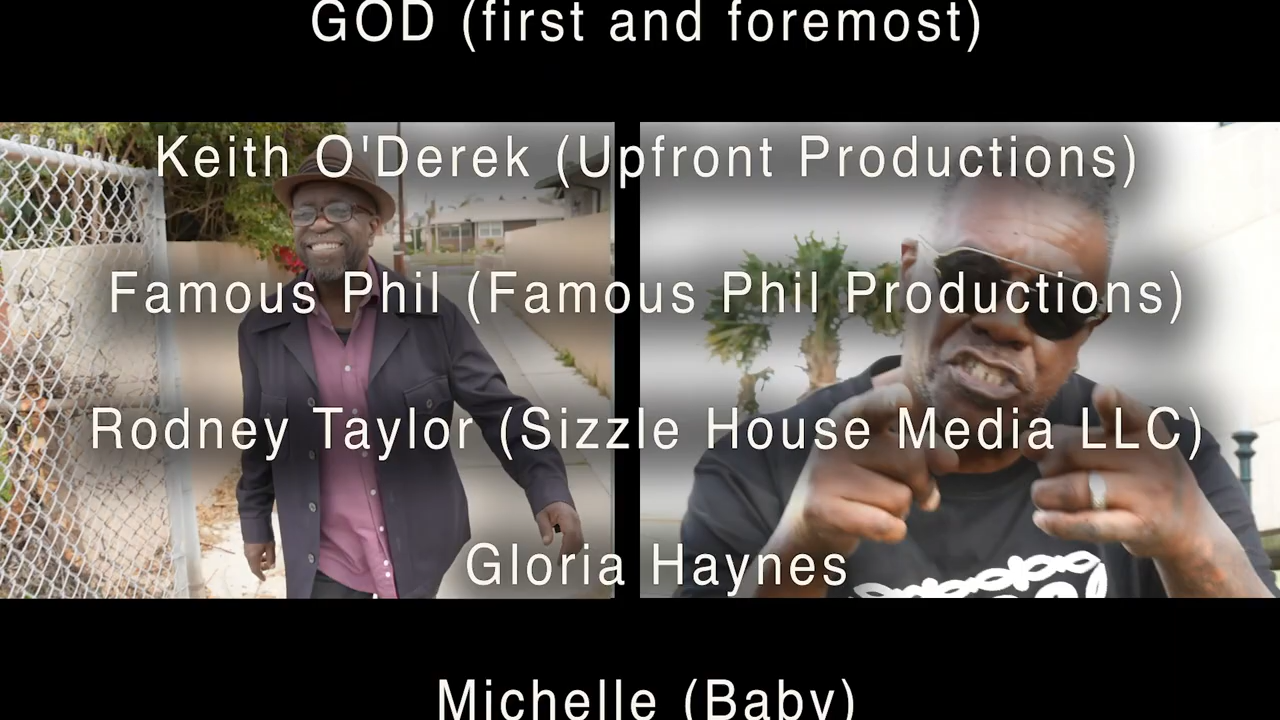 GOD (first and foremost)
Keith O'Derek (Upfront Productions)
Famous Phil (Famous Phil Productions)
Rodney Taylor (Sizzle House Media LLC)
Gloria Haynes
Michelle (Baby)